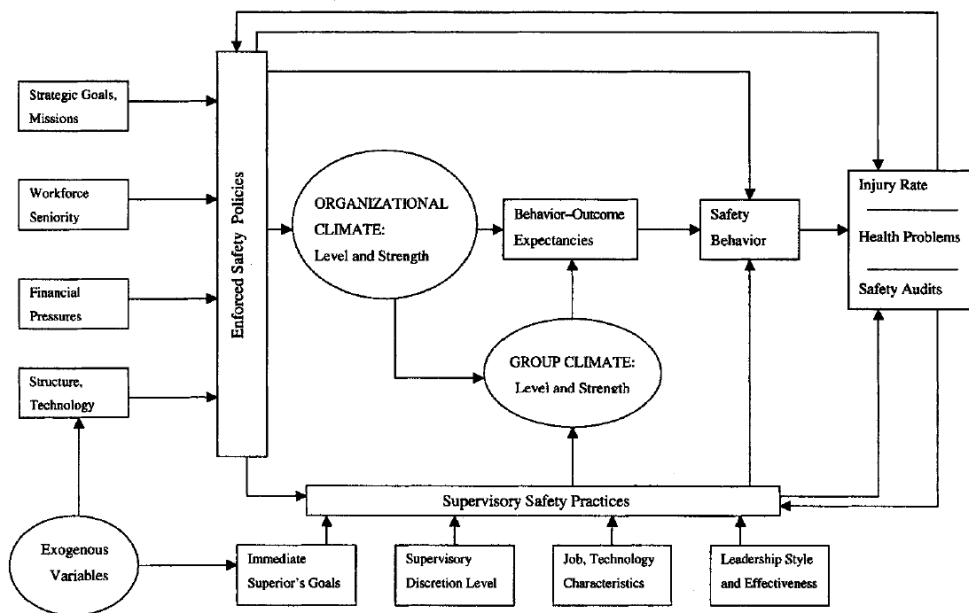 Strategic Goals,
Missions
Workforce
Seniority
Financial
Pressures
Structure,
Technology
Exogenous
Variables
Enforced Safety Policies
ORGANIZATIONAL
CLIMATE:
Level and Strength
Behavior–Outcome
Expectancies
GROUP CLIMATE:
Level and Strength
Safety
Behavior
Injury Rate
Health Problems
Safety Audits
Supervisory Safety Practices
Immediate
Superior's Goals
Supervisory
Discretion Level
Job, Technology
Characteristics
Leadership Style
and Effectiveness